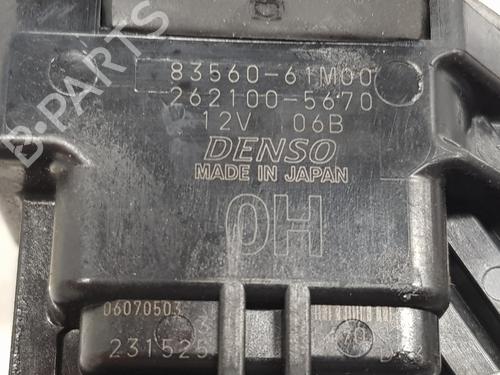 B-PARTS
83560-61M00
262100-5670
12V 06B
DENSO
MADE IN JAPAN
0H
06070503
231525